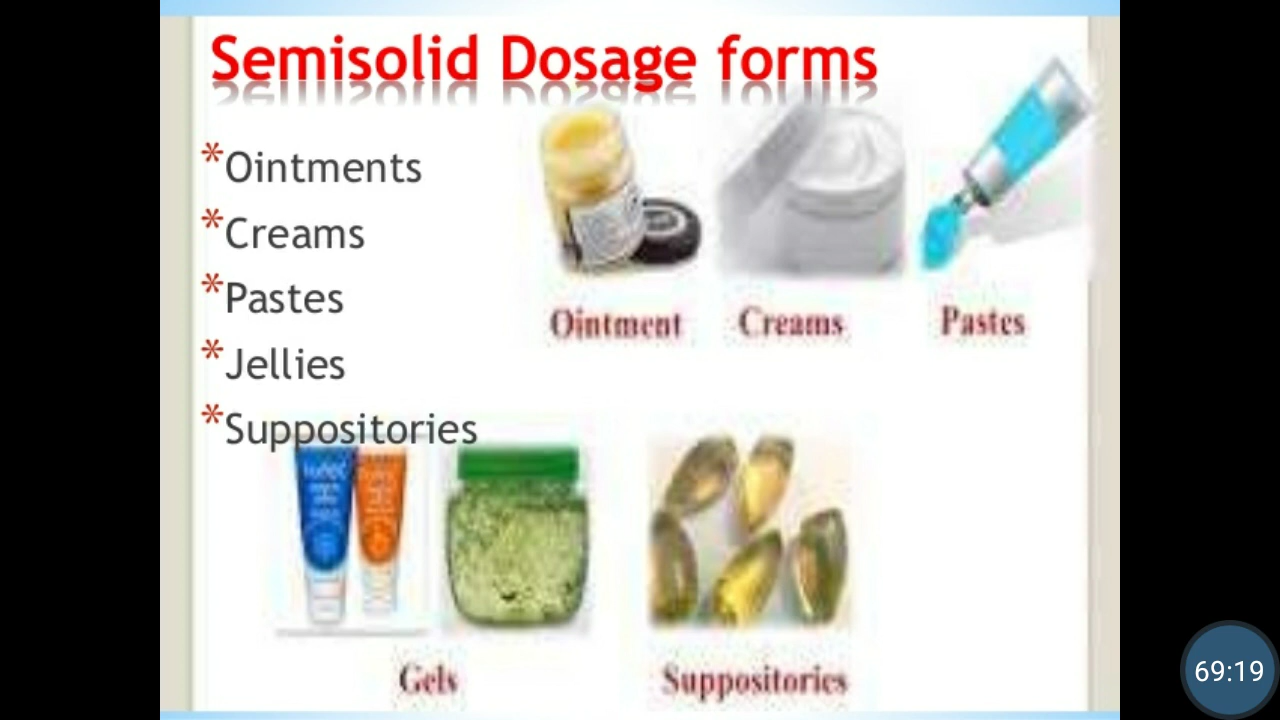 Semisolid Dosage forms
*Ointments
*Creams
*Pastes
*Jellies
*Suppositories
Ointment
Creams
Pastes
Gels
Suppositories
69:19